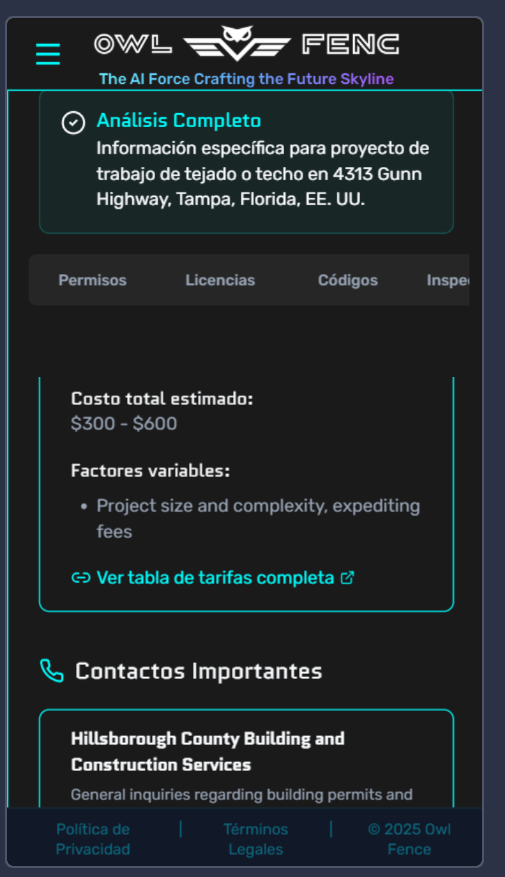 OWL FENC
The AI Force Crafting the Future Skyline
Análisis Completo
Información específica para proyecto de
trabajo de tejado o techo en 4313 Gunn
Highway, Tampa, Florida, EE. UU.
Permisos Licencias Códigos Inspe
Costo total estimado:
$300 - $600
Factores variables:
• Project size and complexity, expediting
fees
Ver tabla de tarifas completa
Contactos Importantes
Hillsborough County Building and
Construction Services
General inquiries regarding building permits and
Política de Privacidad | Términos Legales | © 2025 Owl Fence